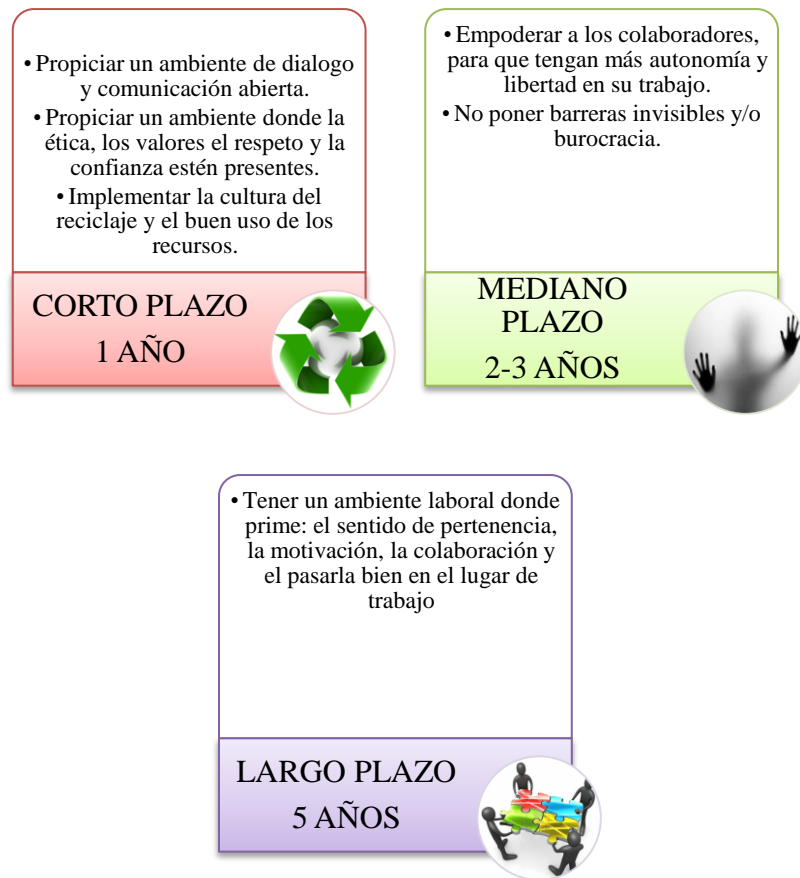 • Propiciar un ambiente de dialogo
y comunicación abierta.
• Propiciar un ambiente donde la
ética, los valores el respeto y la
confianza estén presentes.
• Implementar la cultura del
reciclaje y el buen uso de los
recursos.
CORTO PLAZO
1 AÑO
• Empoderar a los colaboradores,
para que tengan más autonomía y
libertad en su trabajo.
• No poner barreras invisibles y/o
burocracia.
MEDIANO
PLAZO
2-3 AÑOS
• Tener un ambiente laboral donde
prime: el sentido de pertenencia,
la motivación, la colaboración y
el pasarla bien en el lugar de
trabajo
LARGO PLAZO
5 AÑOS